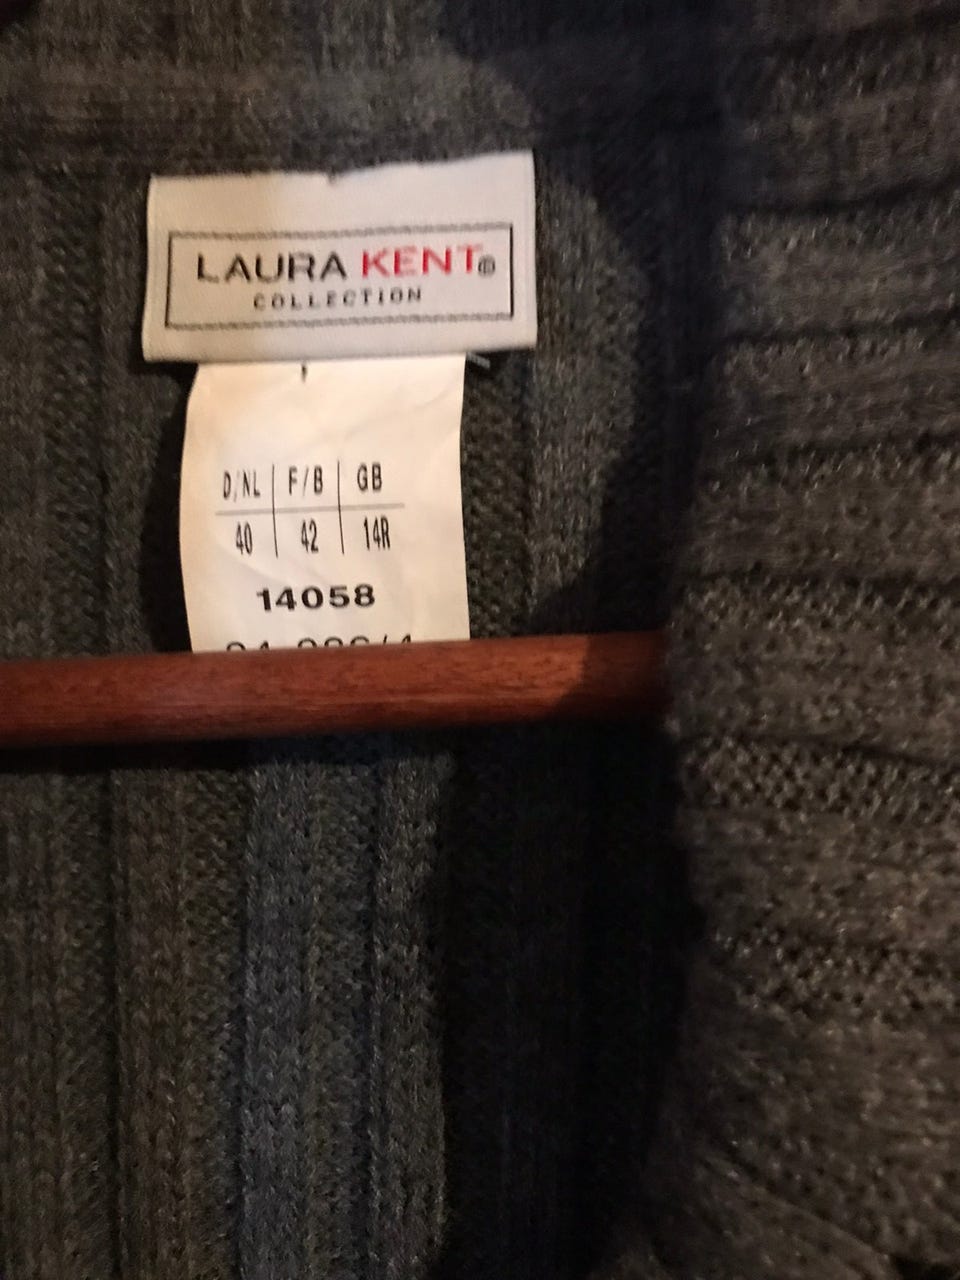 LAURA KENT®
COLLECTION
D/NL F/B GB
40 42 14R
14058